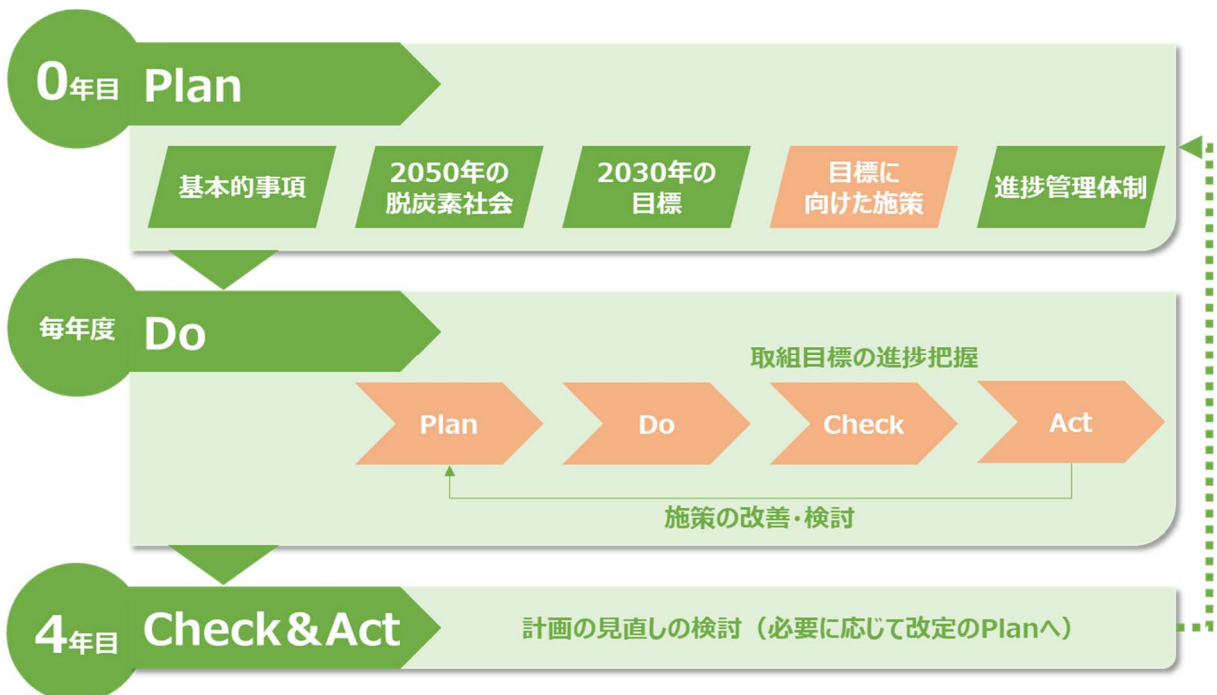 0年目
Plan
基本的事項
2050年の
脱炭素社会
2030年の
目標
目標に
向けた施策
進捗管理体制
毎年度
Do
取組目標の進捗把握
Plan
Do
Check
Act
施策の改善・検討
4年目
Check&Act
計画の見直しの検討（必要に応じて改定のPlanへ）